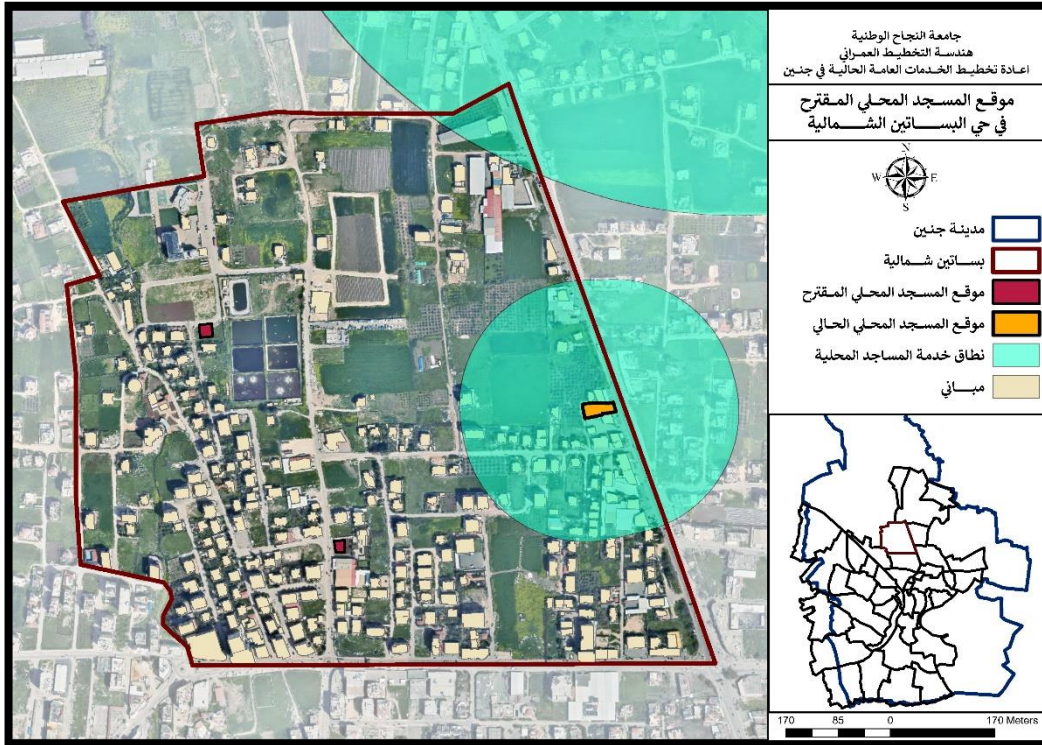 جامعة النجاح الوطنية
هندسة التخطيط العمراني
اعادة تخطيط الخدمات العامة الحالية في جنين
موقع المسجد المحلي المقترح
في حي البساتين الشمالية
N
W E
S
مدينة جنين
بساتين شمالية
موقع المسجد المحلي المقترح
موقع المسجد المحلي الحالي
نطاق خدمة المساجد المحلية
مباني
170 85 0 170 Meters